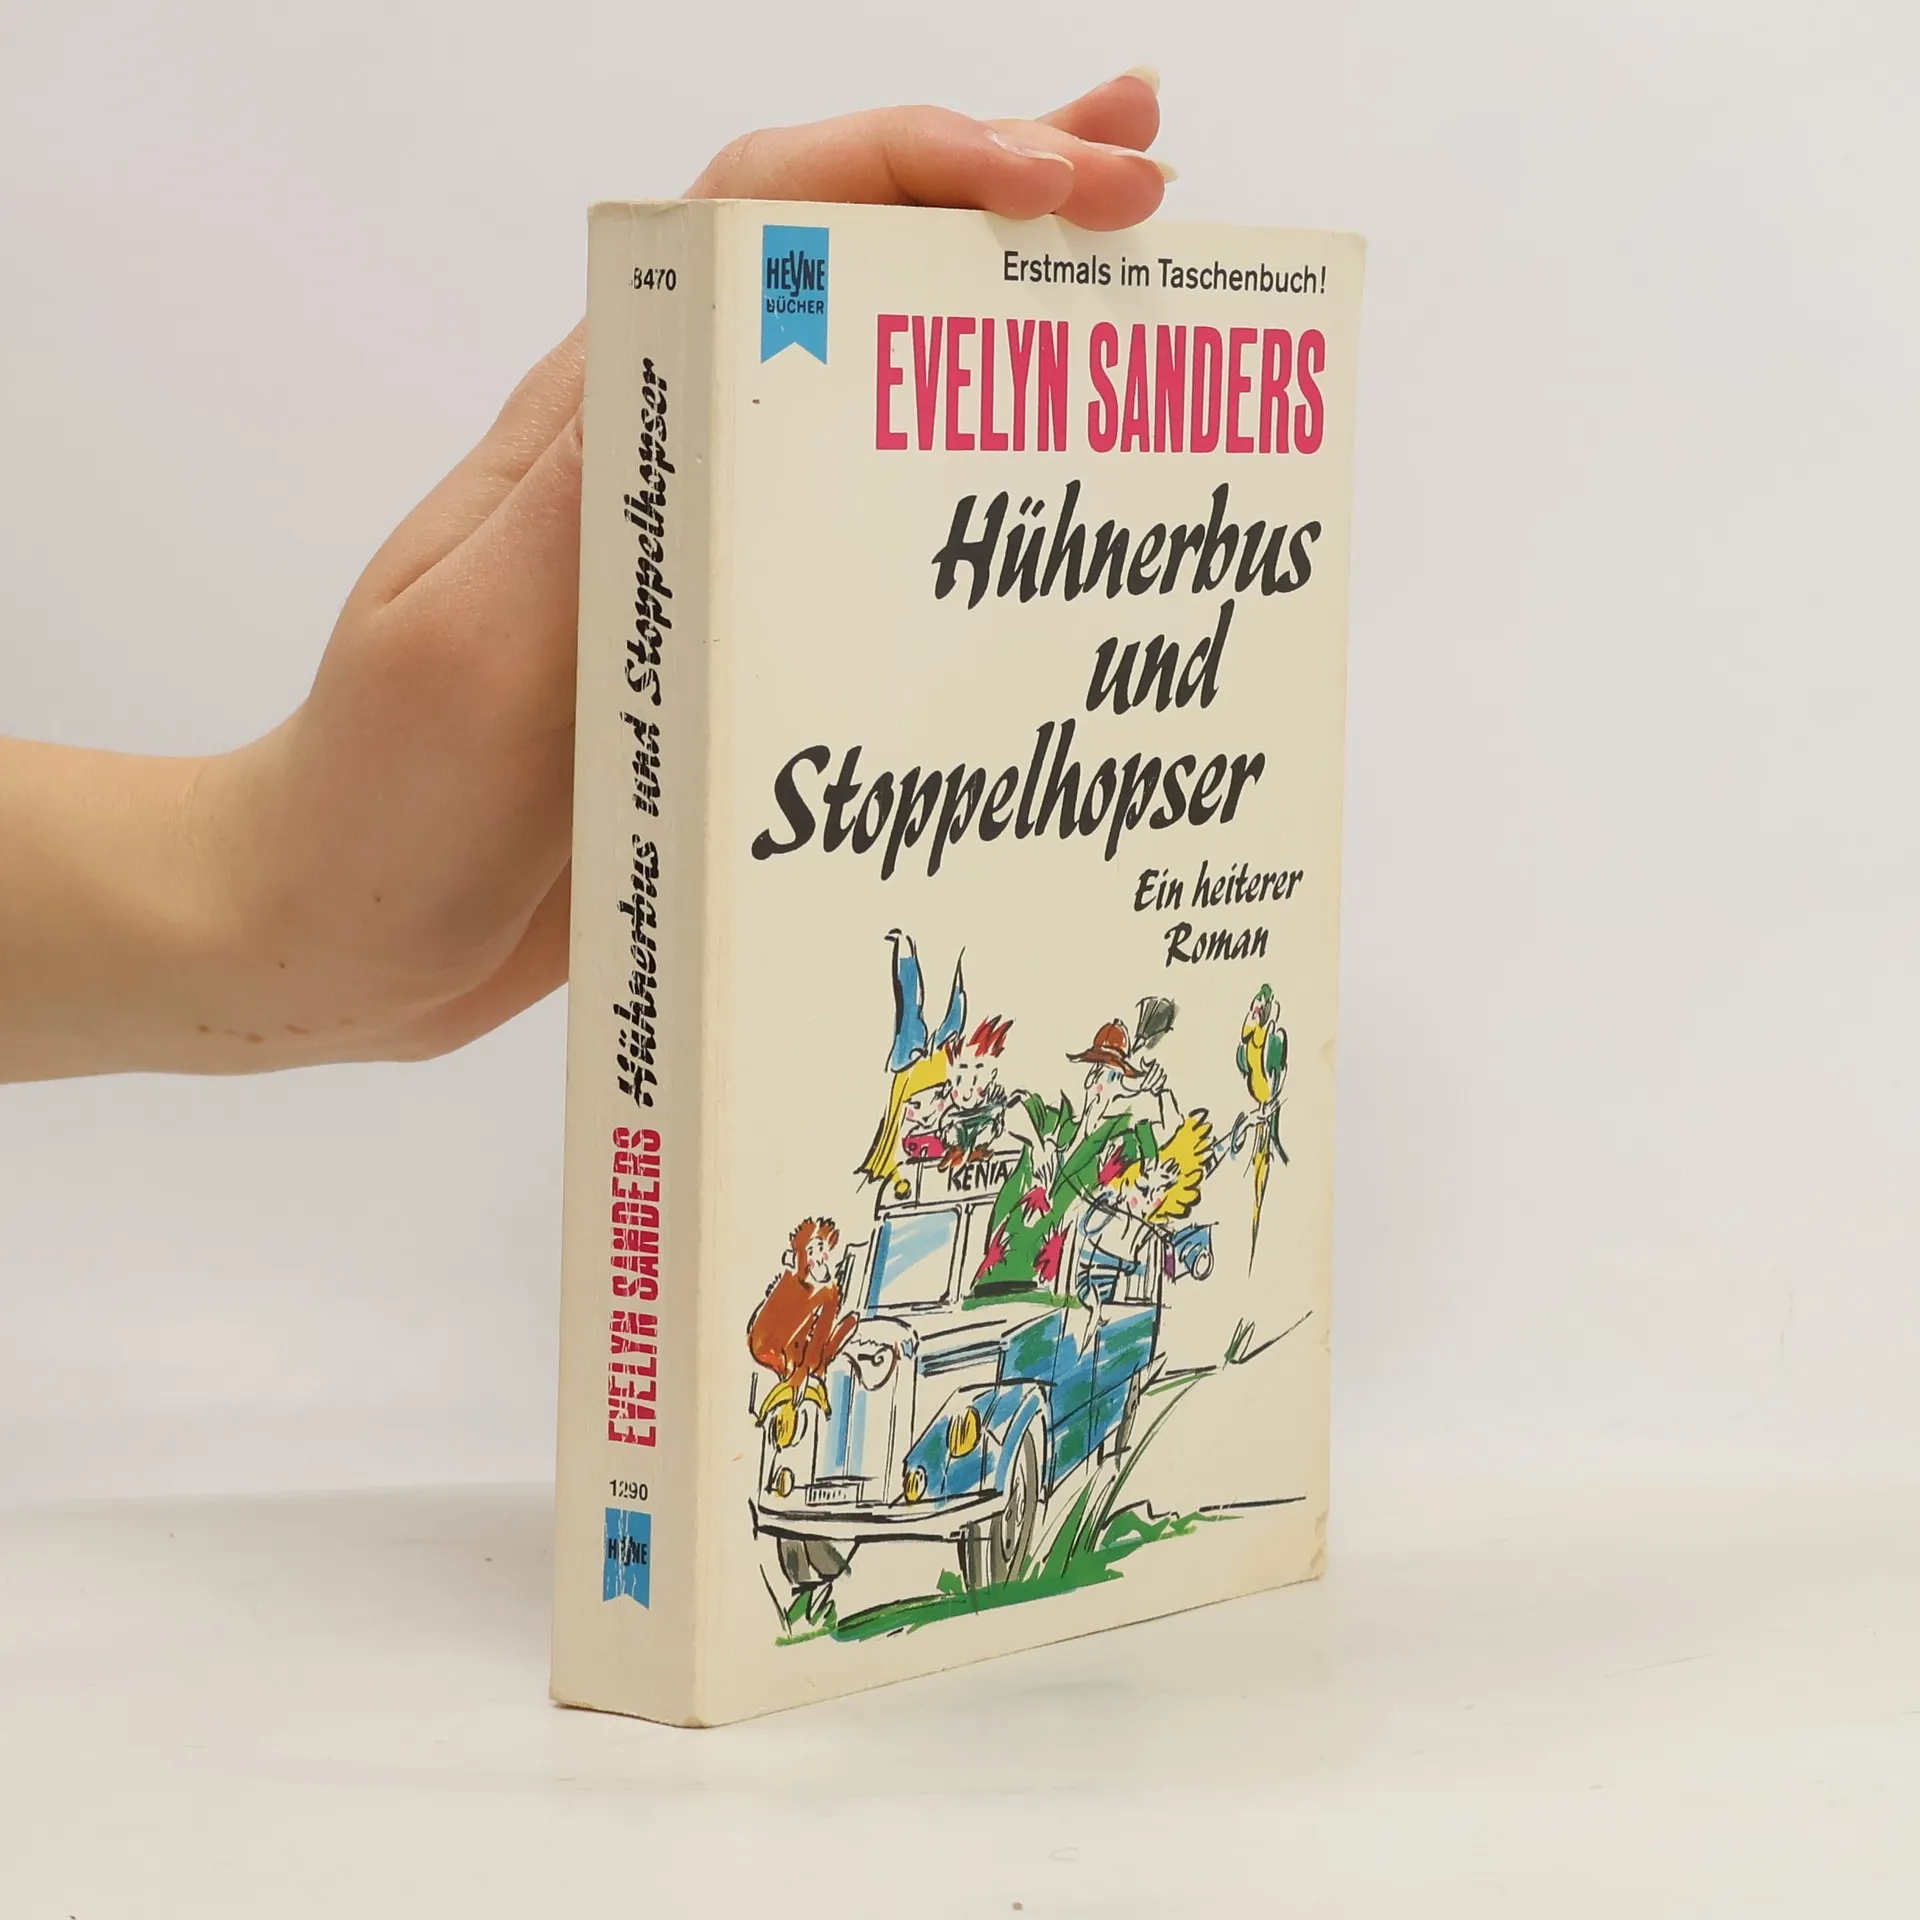 8470
Hühnerbus und Stoppelhopser
EVELYN SANDERS
1290
HEYNE
HEYNE
BÜCHER
Erstmals im Taschenbuch!
EVELYN SANDERS
Hühnerbus
und
Stoppelhopser
Ein heiterer
Roman
KENIA